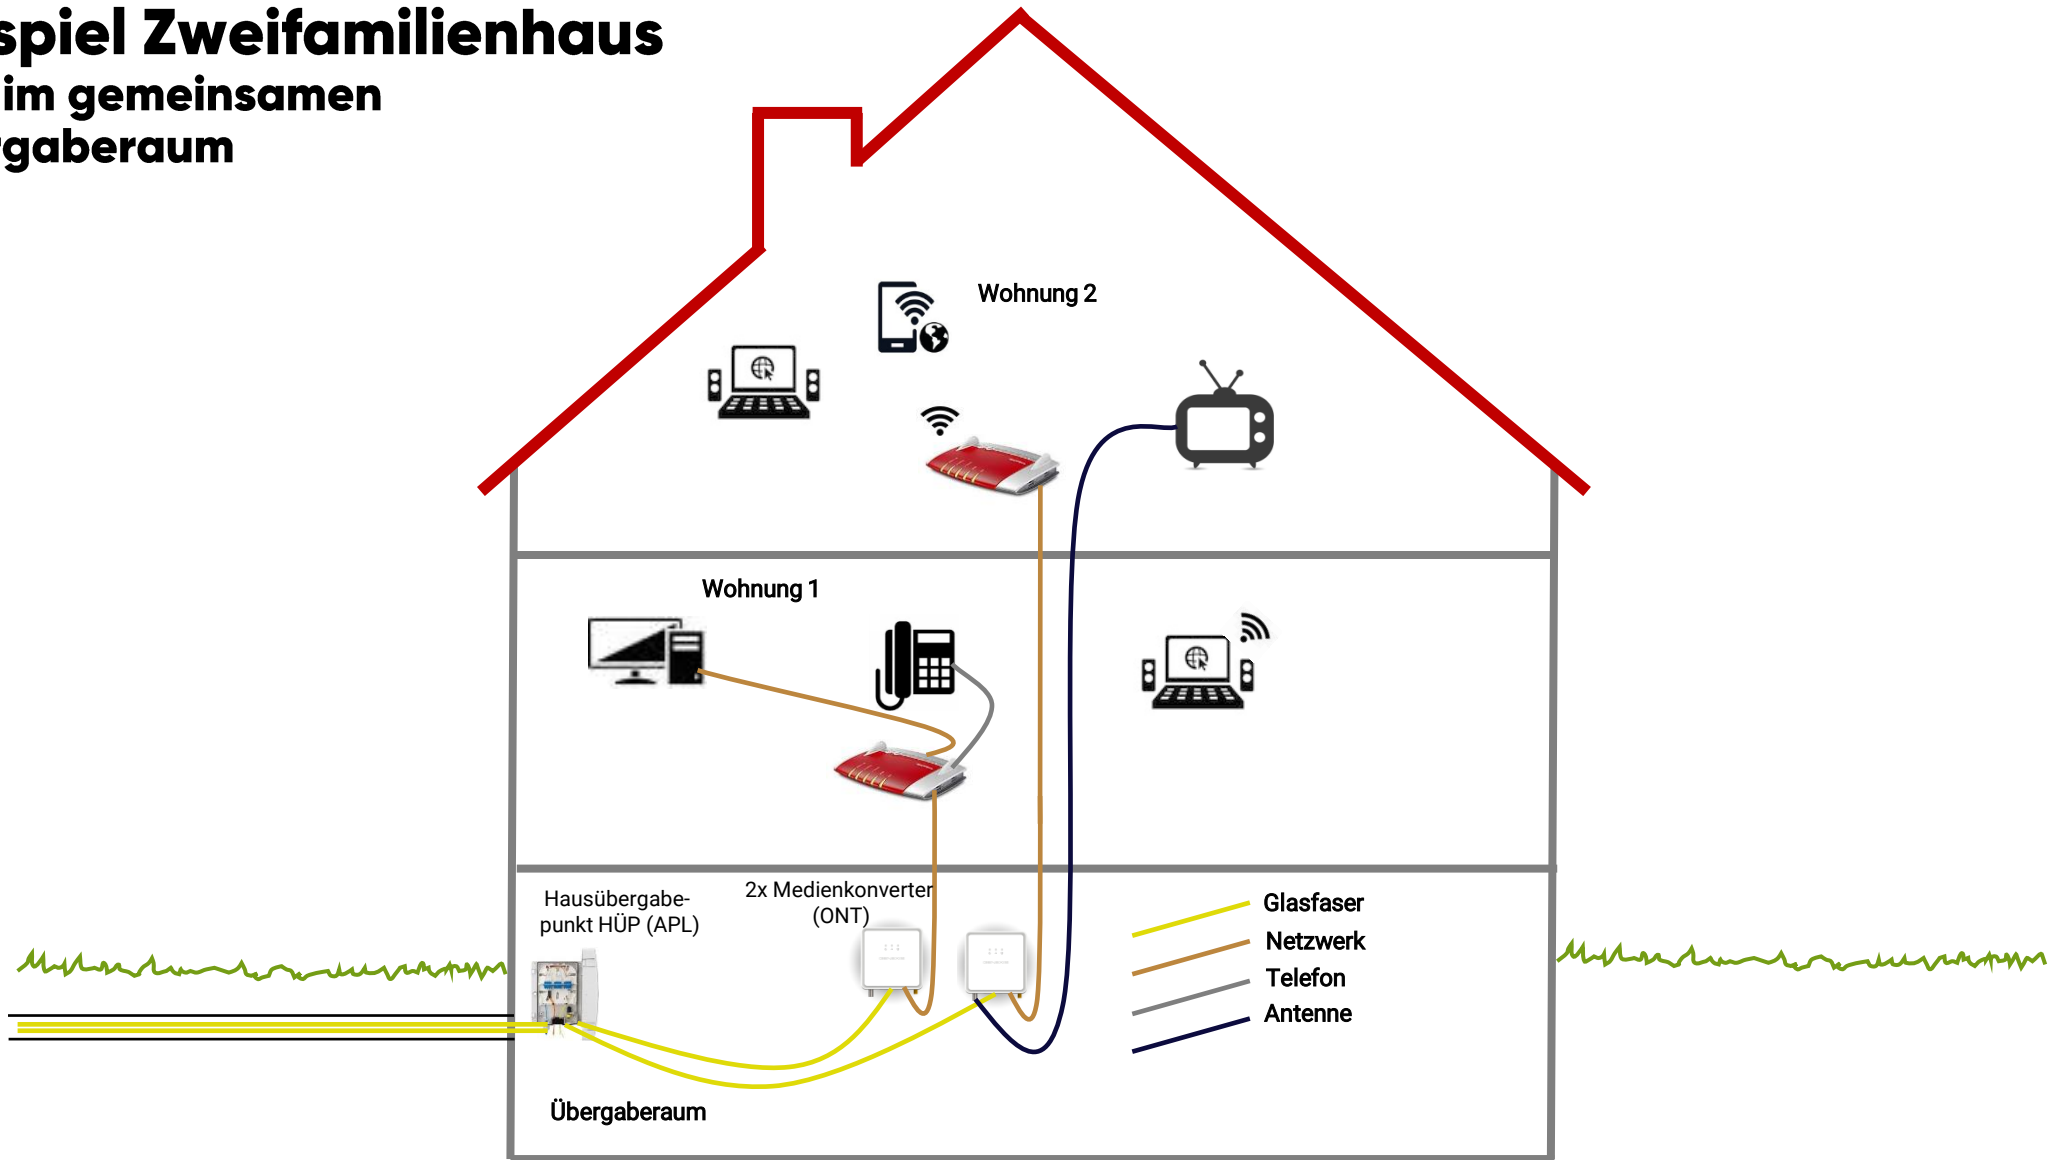 spiel Zweifamilienhaus
im gemeinsamen
gaberaum
Wohnung 2
Wohnung 1
Hausübergabe-
punkt HÜP (APL)
2x Medienkonverter
(ONT)
Glasfaser
Netzwerk
Telefon
Antenne
Übergaberaum